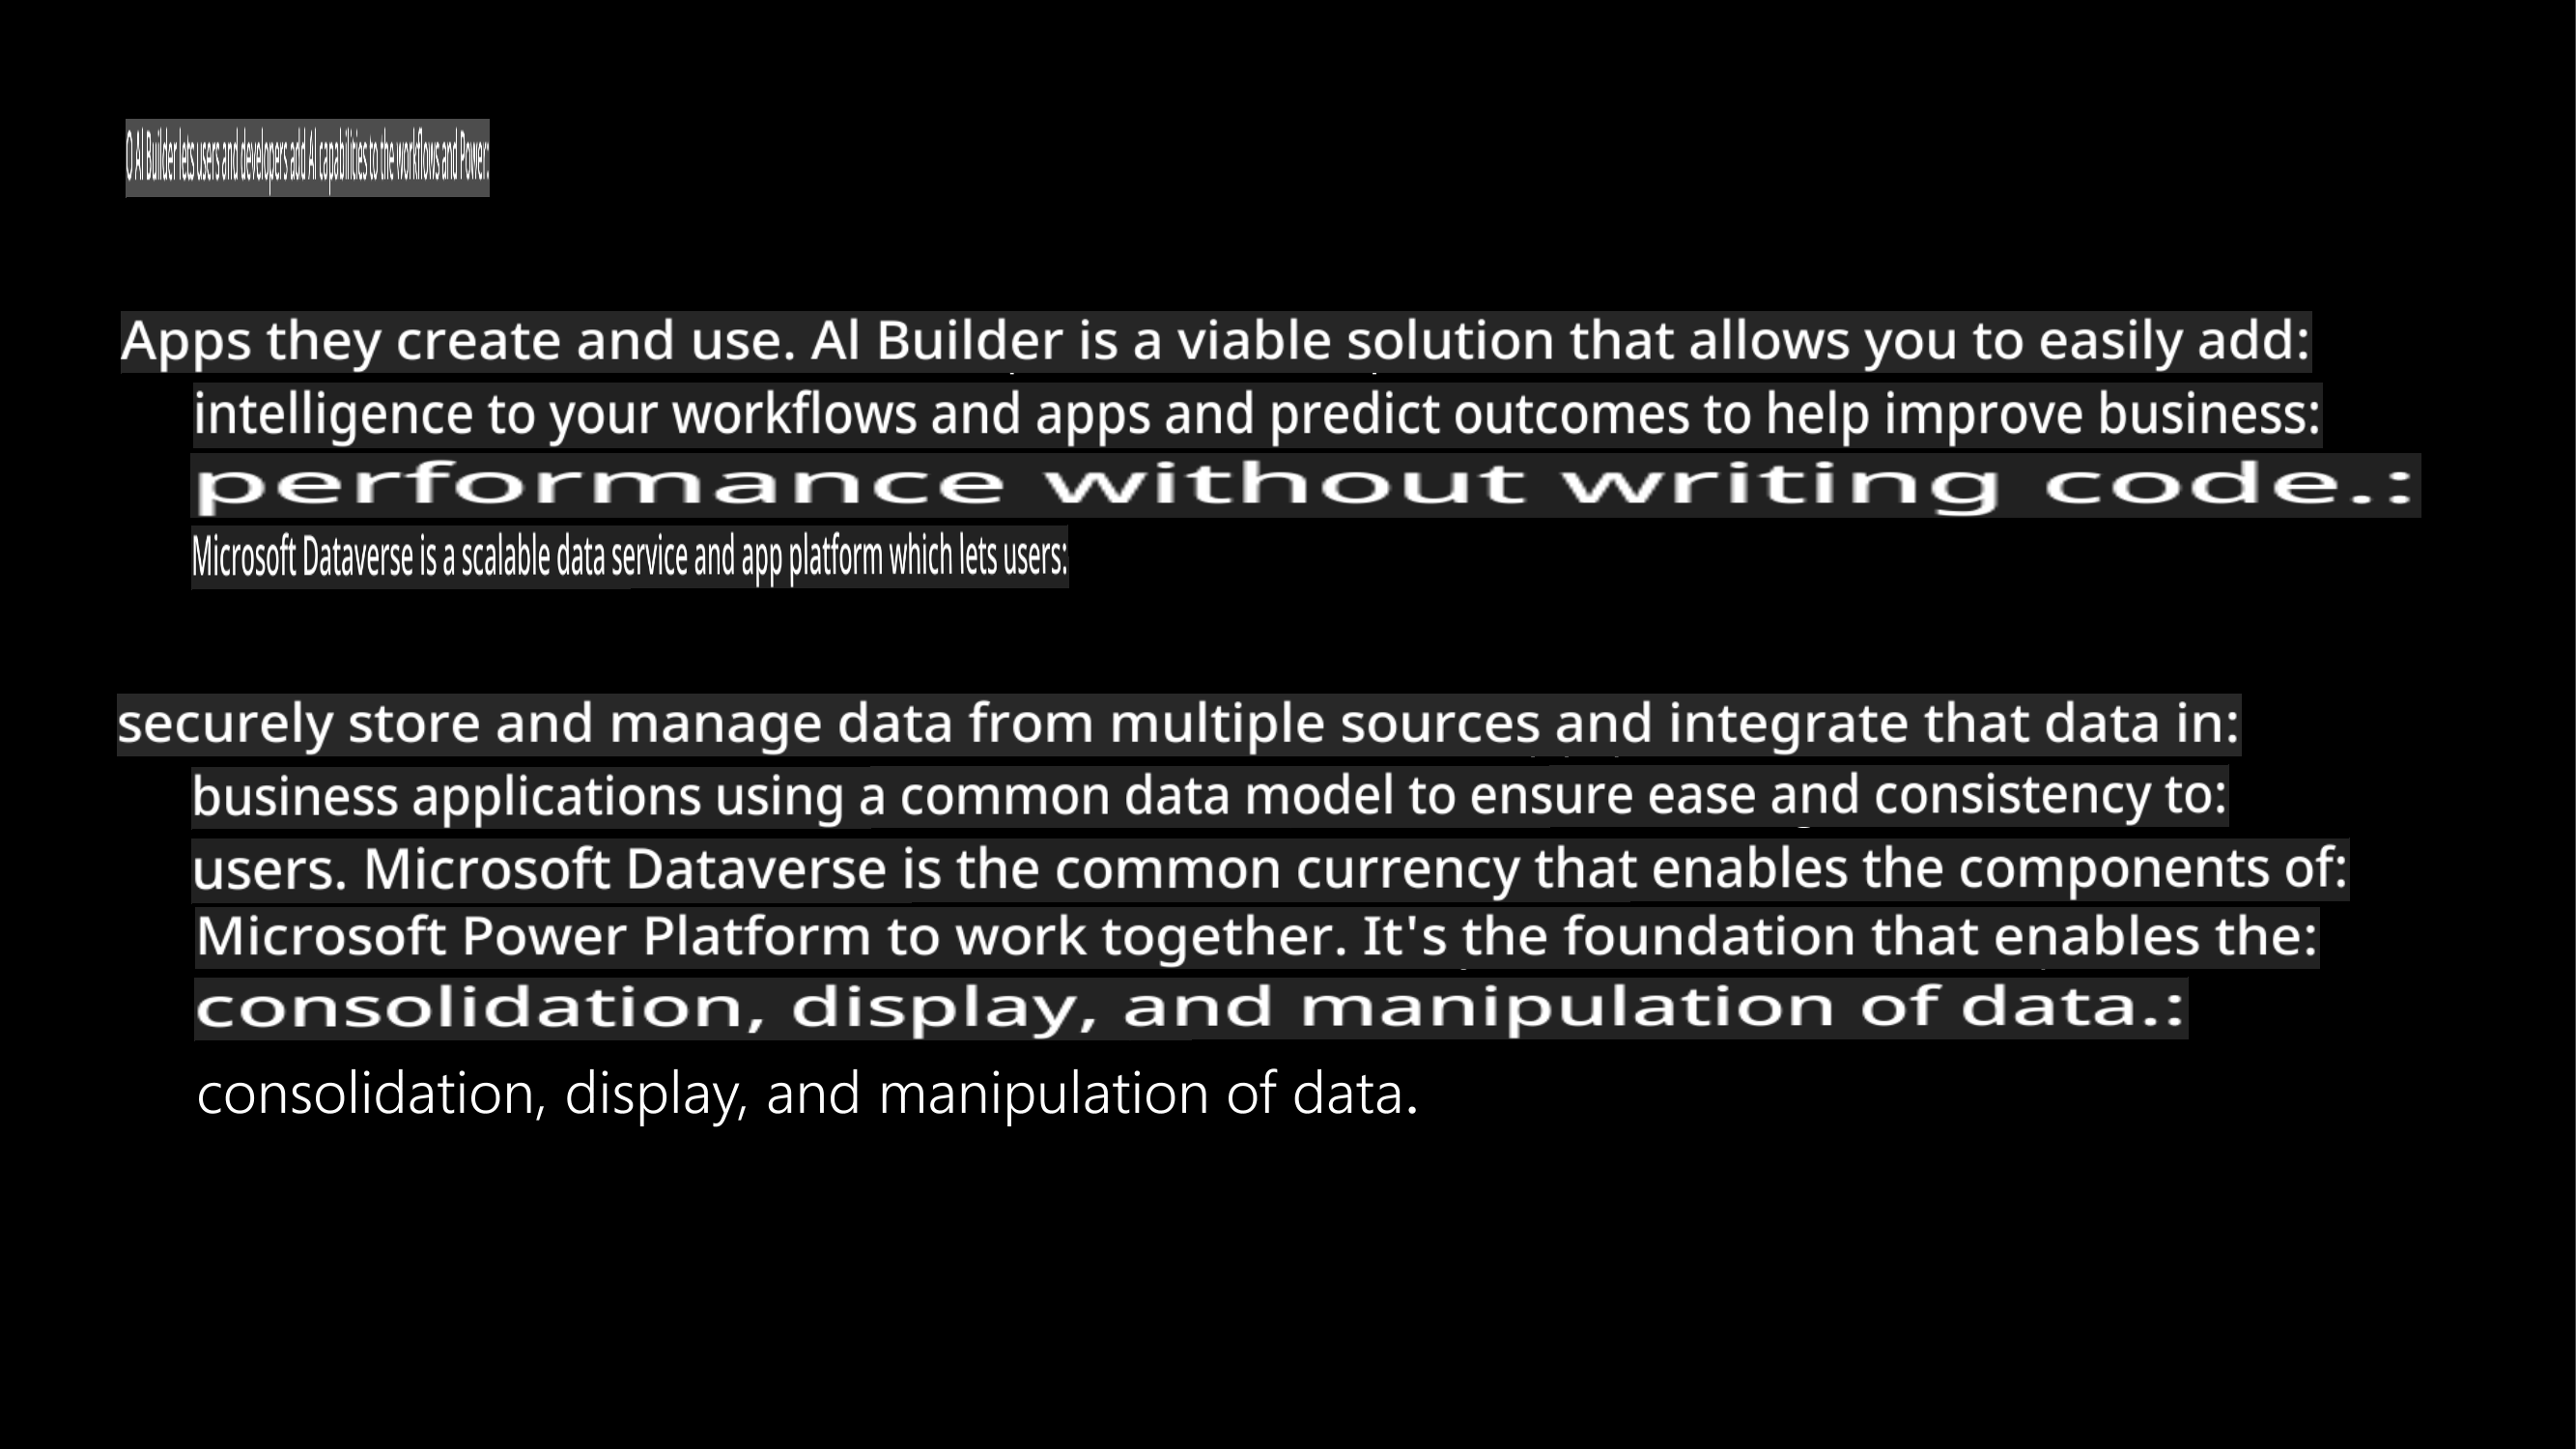 O Al Builder lets users and developers add Al capabilities to the workflows and Power:
Apps they create and use. Al Builder is a viable solution that allows you to easily add:
intelligence to your workflows and apps and predict outcomes to help improve business:
performance without writing code.:
Microsoft Dataverse is a scalable data service and app platform which lets users:
securely store and manage data from multiple sources and integrate that data in:
business applications using a common data model to ensure ease and consistency to:
users. Microsoft Dataverse is the common currency that enables the components of:
Microsoft Power Platform to work together. It's the foundation that enables the:
consolidation, display, and manipulation of data.:
consolidation, display, and manipulation of data.